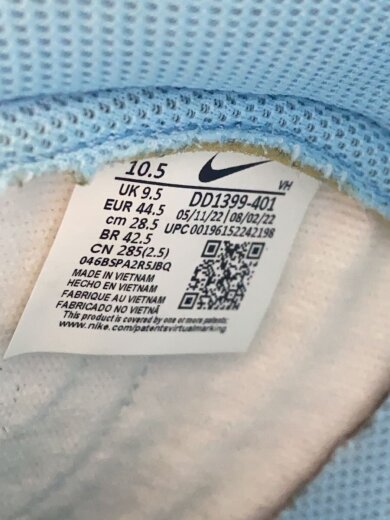 10.5
VH
UK 9.5
EUR 44.5
cm 28.5
BR 42.5
CN 285(2.5)
046BSPA2R5JBQ
DD1399-401
05/11/22 | 08/02/22
UPC 00196152242198
MADE IN VIETNAM
HECHO EN VIETNAM
FABRIQUE AU VIETNAM
FABRICADO NO VIETNÃ
This product is covered by one or more patents:
www.nike.com/patentsvirtualmarking